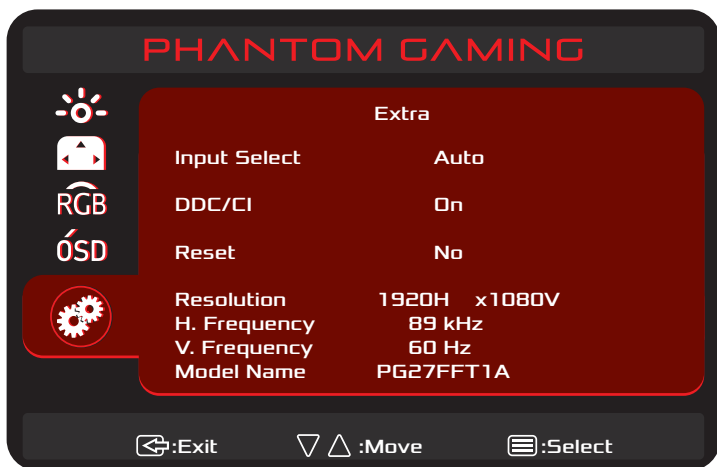 PHANTOM GAMING
Extra
Input Select Auto
RGB
DDC/CI On
OSD
Reset No
Resolution 1920H x1080V
H. Frequency 89 kHz
V. Frequency 60 Hz
Model Name PG27FFT1A
:Exit :Move :Select